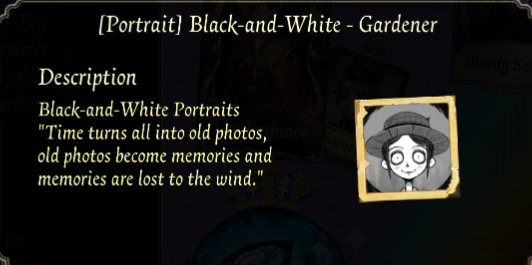 [Portrait] Black-and-White - Gardener
Description
Black-and-White Portraits
"Time turns all into old photos,
old photos become memories and
memories are lost to the wind."